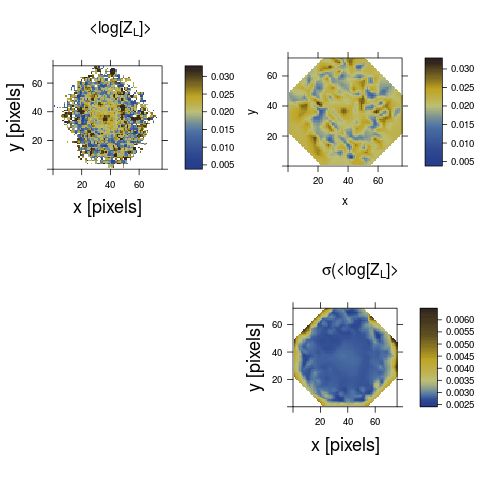 <log[Z_L]>
60
40
20
20 40 60
y [pixels]
x [pixels]
0.030
0.025
0.020
0.015
0.010
0.005
60
40
20
20 40 60
y
x
0.030
0.025
0.020
0.015
0.010
0.005
σ(<log[Z_L]>
60
40
20
20 40 60
y [pixels]
x [pixels]
0.0060
0.0055
0.0050
0.0045
0.0040
0.0035
0.0030
0.0025